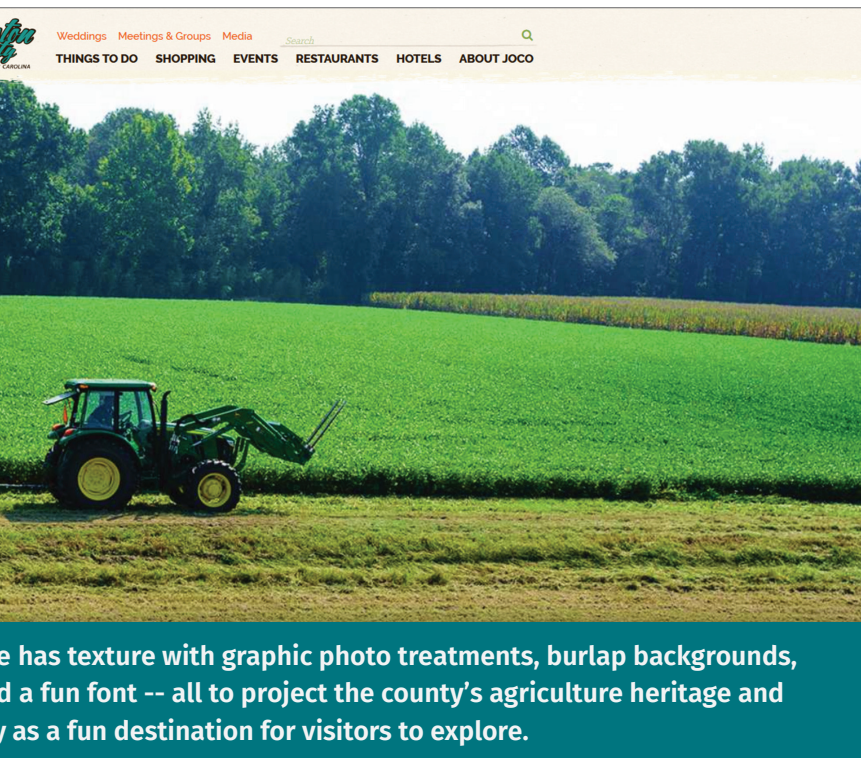 Weddings Meetings & Groups Media Search
CAROLINA
THINGS TO DO SHOPPING EVENTS RESTAURANTS HOTELS ABOUT JOCO
e has texture with graphic photo treatments, burlap backgrounds,
d a fun font -- all to project the county's agriculture heritage and
y as a fun destination for visitors to explore.